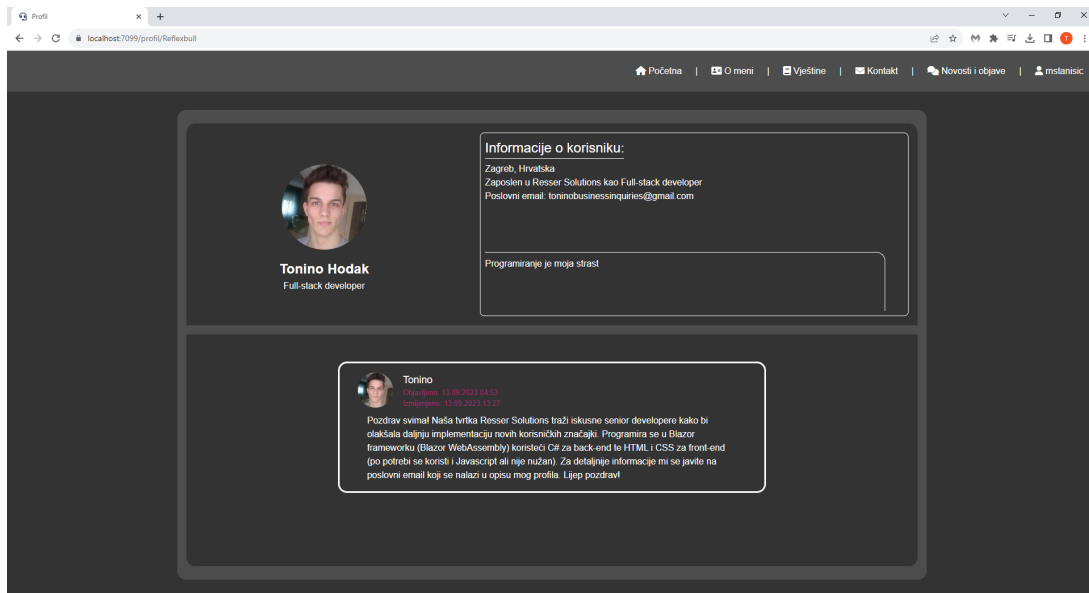 Profil
localhost:7099/profil/Reflexbull
T
Početna | O meni | Vještine | Kontakt | Novosti i objave | mstanisic
Informacije o korisniku:
Zagreb, Hrvatska
Zaposlen u Resser Solutions kao Full-stack developer
Poslovni email: toninobusinessinquiries@gmail.com
Programiranje je moja strast
Tonino Hodak
Full-stack developer
Tonino
Objavljeno: 13.09.2023 04:53
Izmijenjeno: 13.09.2023 13:27
Pozdrav svima! Naša tvrtka Resser Solutions traži iskusne senior developere kako bi
olakšala daljnju implementaciju novih korisničkih značajki. Programira se u Blazor
frameworku (Blazor WebAssembly) koristeći C# za back-end te HTML i CSS za front-end
(po potrebi se koristi i Javascript ali nije nužan). Za detaljnije informacije mi se javite na
poslovni email koji se nalazi u opisu mog profila. Lijep pozdrav!